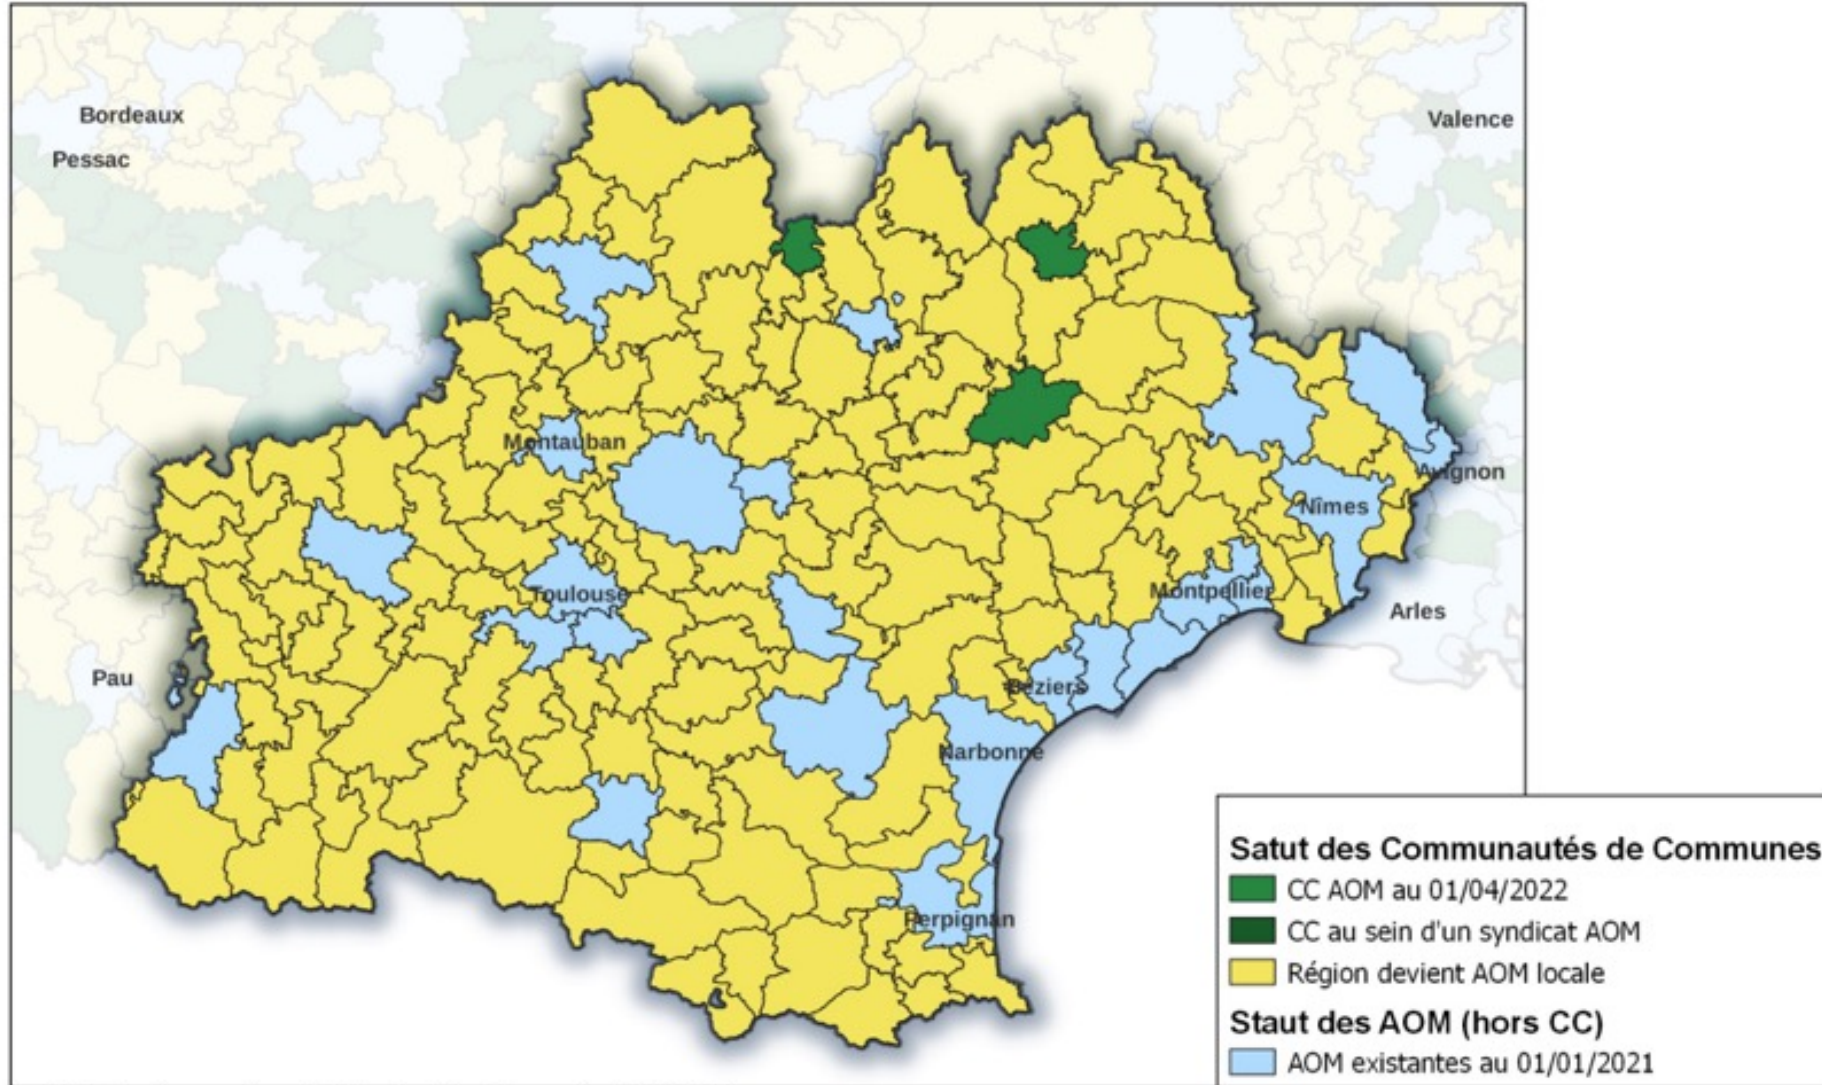 Bordeaux
Valence
Pessac
Montauban
Avignon
Nîmes
Toulouse
Montpellier
Arles
Pau
Béziers
Narbonne
Perpignan
Satut des Communautés de Communes
CC AOM au 01/04/2022
CC au sein d'un syndicat AOM
Région devient AOM locale
Staut des AOM (hors CC)
AOM existantes au 01/01/2021